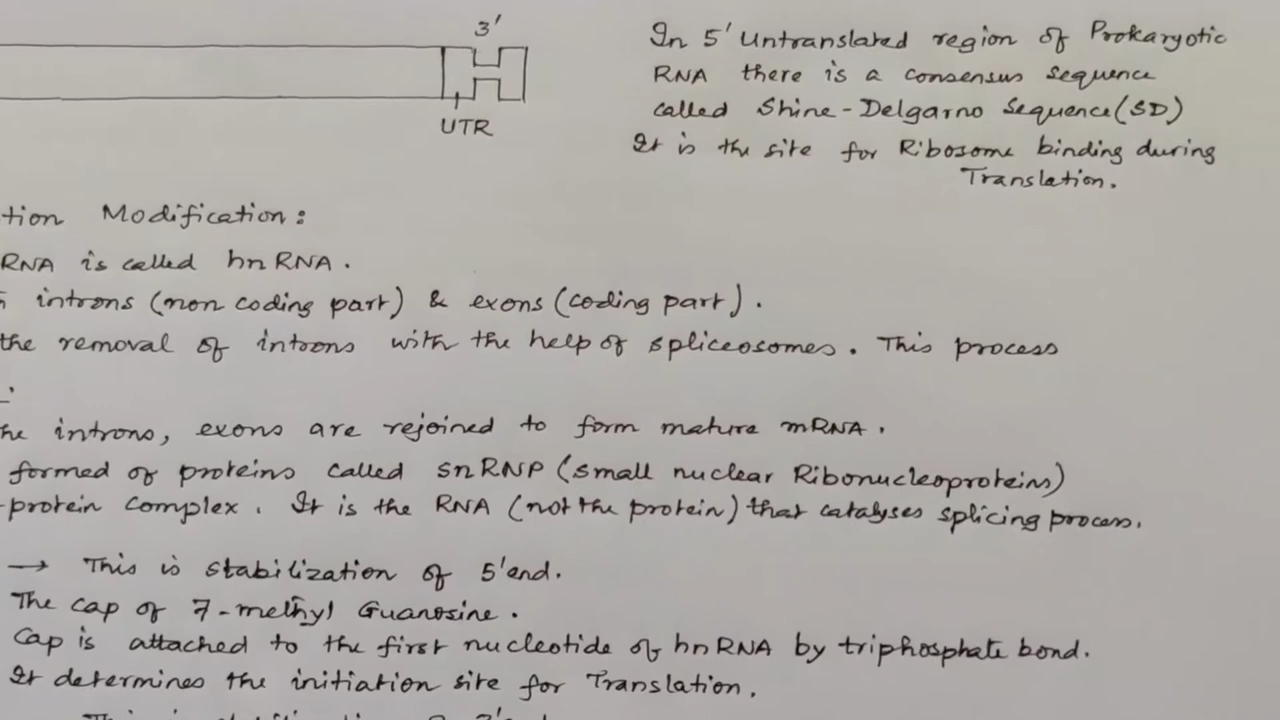 3'
UTR
In 5' Untranslated region of Prokaryotic
RNA there is a consensus sequence
called Shine-Delgarno Sequence(SD)
It is the site for Ribosome binding during
Translation.
tion Modification:
RNA is called hnRNA.
introns (non coding part) & exons (coding part).
the removal of introns with the help of spliceosomes. This process
he introns, exons are rejoined to form mature mRNA.
formed of proteins called snRNP (small nuclear Ribonucleoproteins)
-protein complex. It is the RNA (not the protein) that catalyses splicing process.
→ This is stabilization of 5'end.
The cap of 7-methyl Guanosine.
Cap is attached to the first nucleotide of hnRNA by triphosphate bond.
It determines the initiation site for Translation.